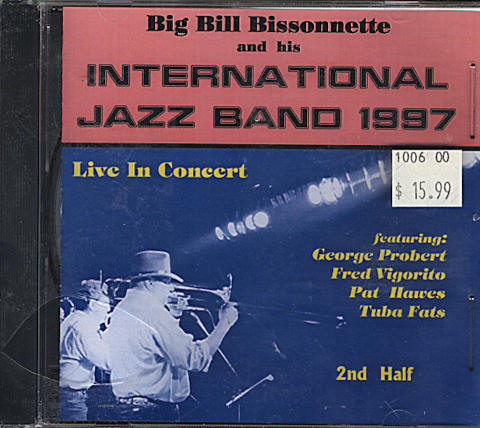 Big Bill Bissonnette
and his
INTERNATIONAL
JAZZ BAND 1997
1006 00
$ 15.99
Live In Concert
featuring:
George Probert
Fred Vigorito
Pat Hawes
Tuba Fats
2nd Half